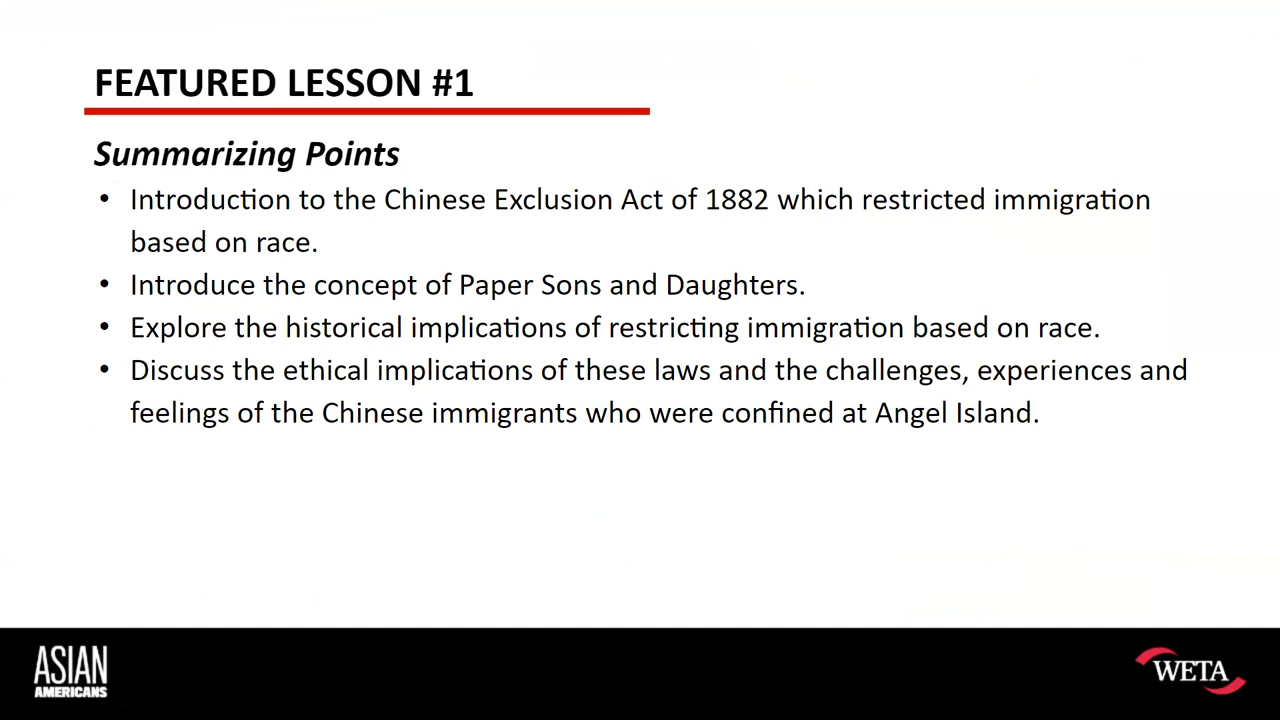 FEATURED LESSON #1
Summarizing Points
• Introduction to the Chinese Exclusion Act of 1882 which restricted immigration
based on race.
• Introduce the concept of Paper Sons and Daughters.
• Explore the historical implications of restricting immigration based on race.
• Discuss the ethical implications of these laws and the challenges, experiences and
feelings of the Chinese immigrants who were confined at Angel Island.
ASIAN
AMERICANS
WETA